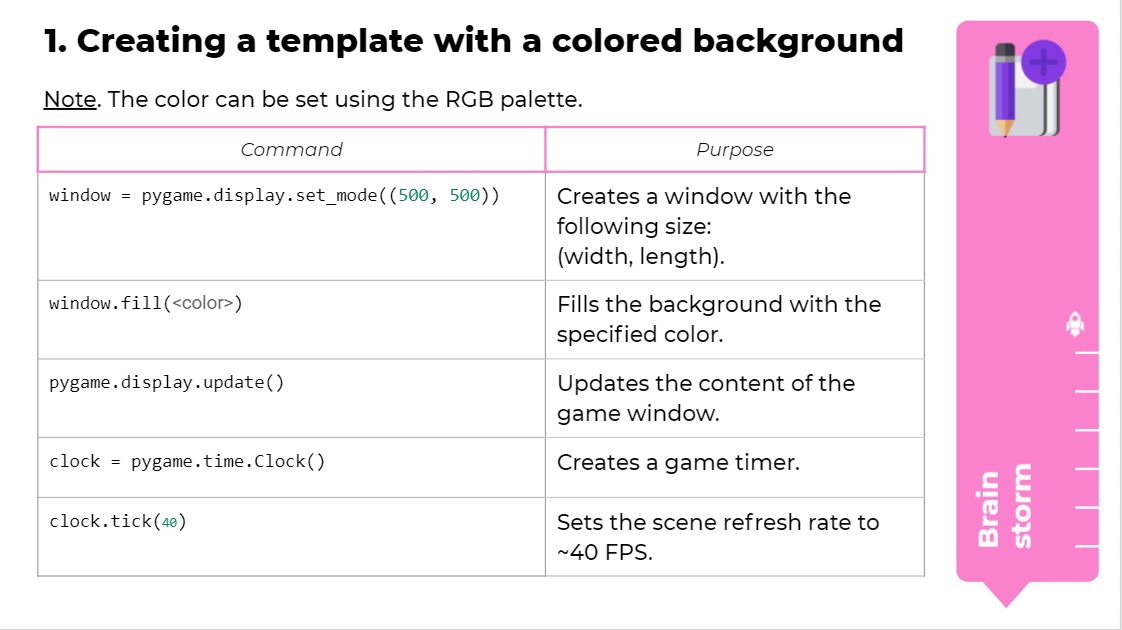 1. Creating a template with a colored background
Note. The color can be set using the RGB palette.
Command
Purpose
window = pygame.display.set_mode((500, 500))
Creates a window with the
following size:
(width, length).
window.fill(<color>)
Fills the background with the
specified color.
pygame.display.update()
Updates the content of the
game window.
clock = pygame.time.Clock()
Creates a game timer.
clock.tick(40)
Sets the scene refresh rate to
~40 FPS.
Brain
storm